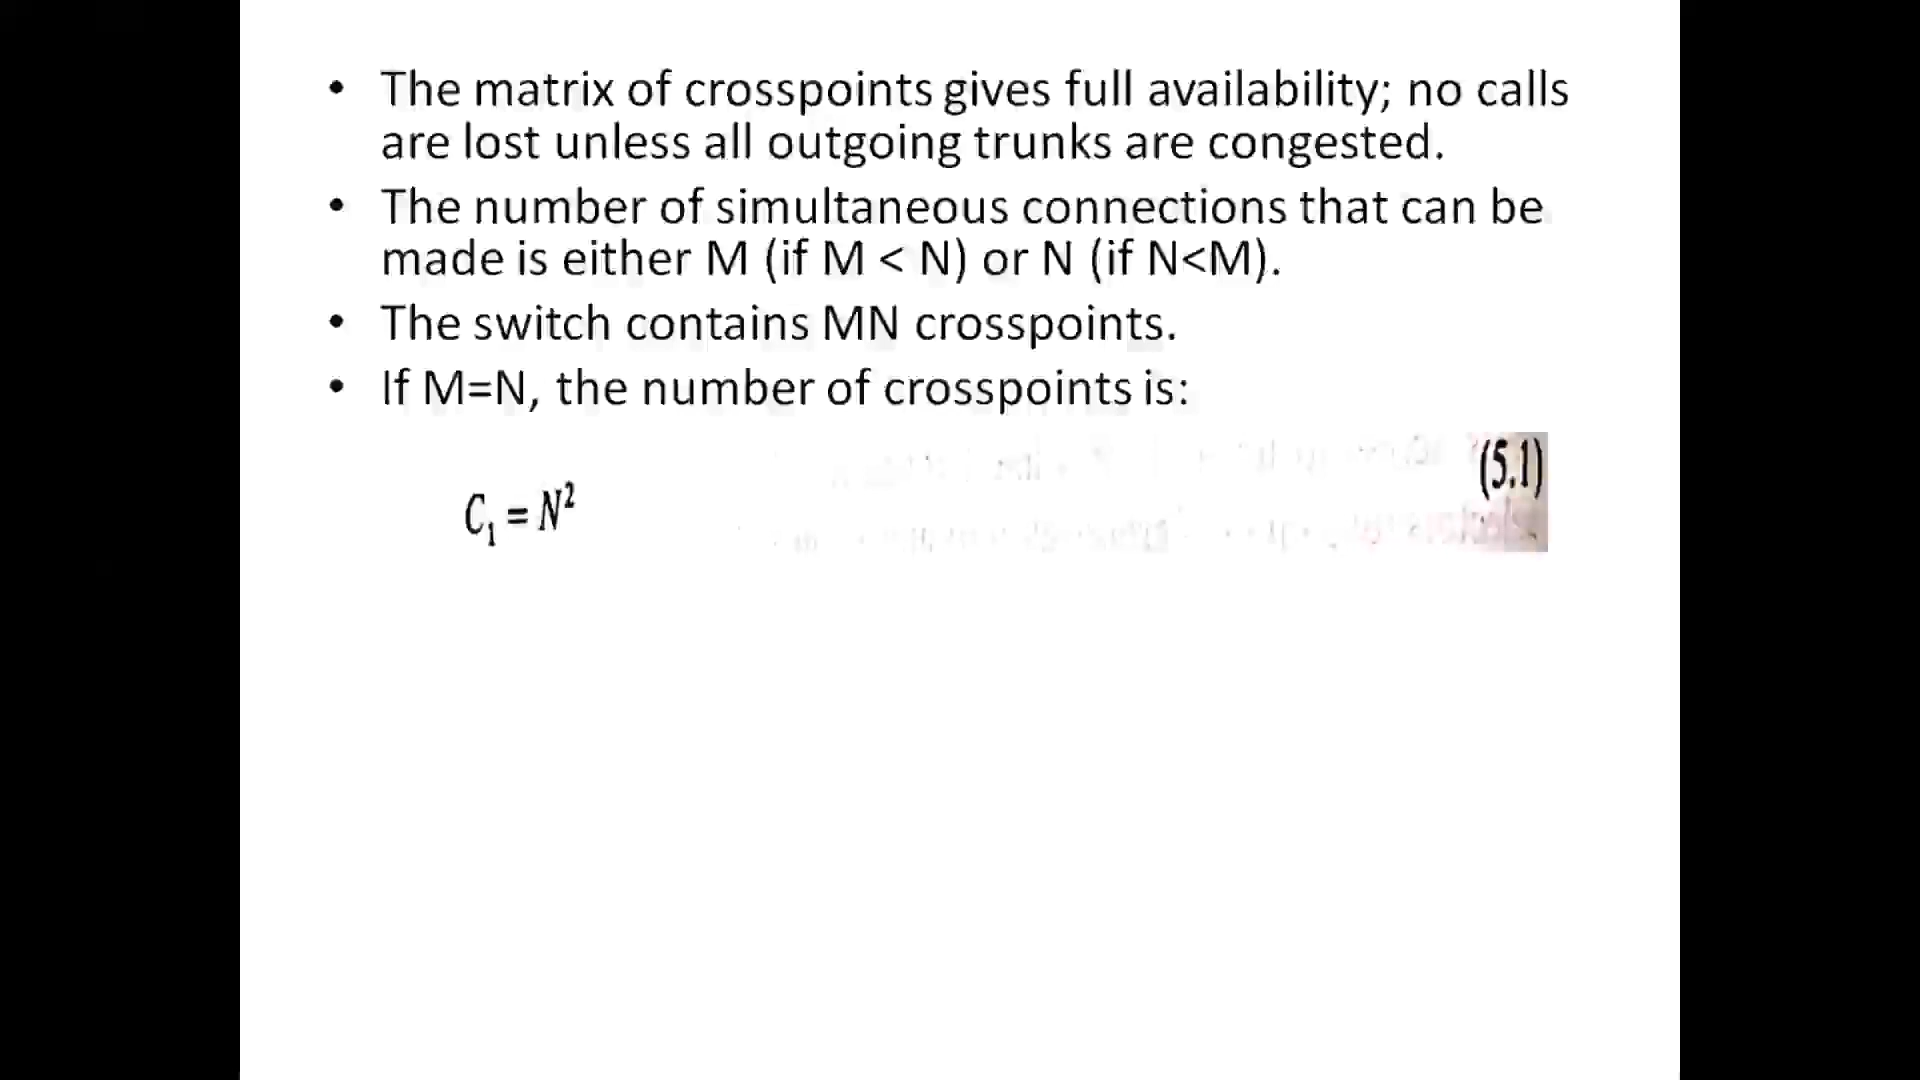 • The matrix of crosspoints gives full availability; no calls
are lost unless all outgoing trunks are congested.
• The number of simultaneous connections that can be
made is either M (if M < N) or N (if N<M).
• The switch contains MN crosspoints.
• If M=N, the number of crosspoints is:
(5.1)
C₁ = N²